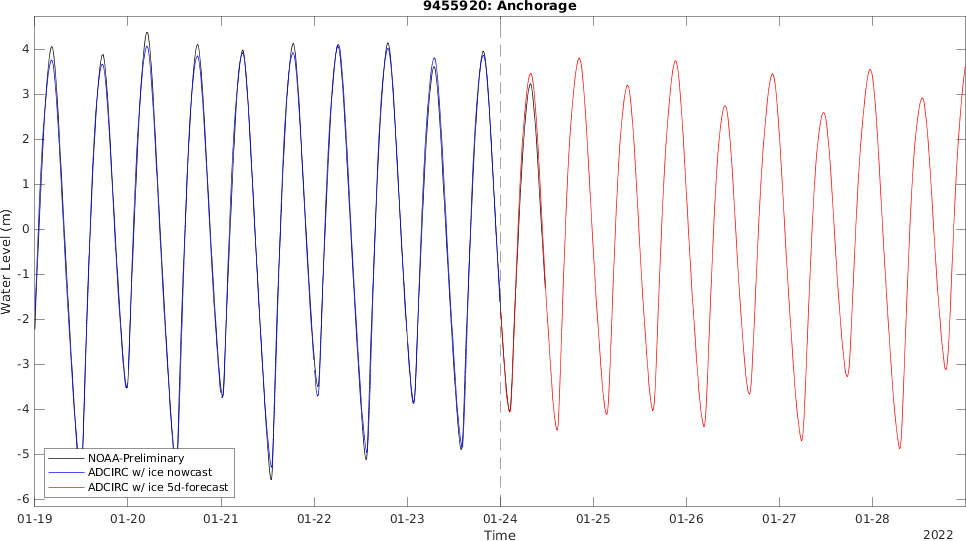 9455920: Anchorage
Water Level (m)
4
3
2
1
0
-1
-2
-3
-4
-5
-6
NOAA-Preliminary
ADCIRC w/ ice nowcast
ADCIRC w/ ice 5d-forecast
01-19 01-20 01-21 01-22 01-23 01-24 01-25 01-26 01-27 01-28
Time
2022